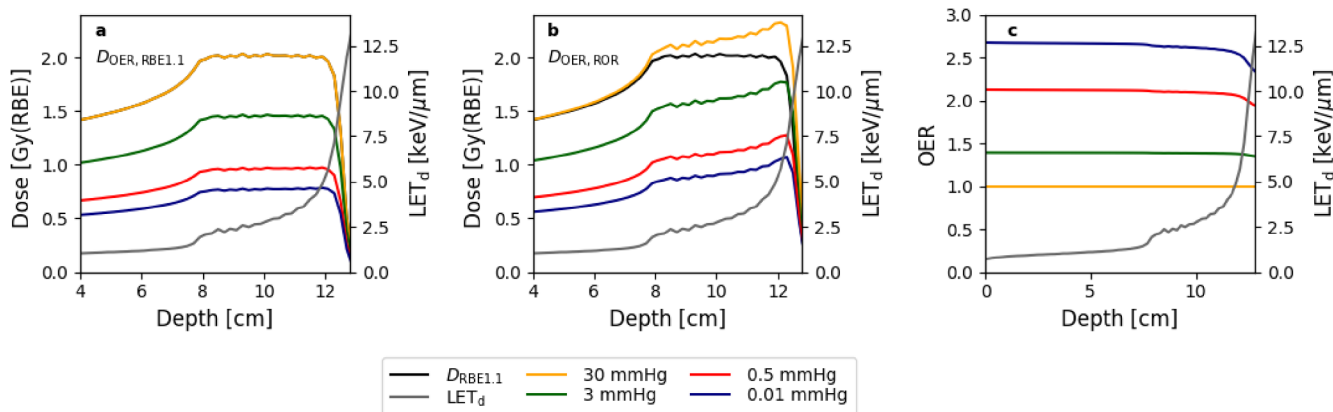 a
D_OER, RBE1.1
Dose [Gy(RBE)]
2.0
1.5
1.0
0.5
0.0
12.5
10.0
7.5
5.0
2.5
0.0
LET_d [keV/μm]
4 6 8 10 12
Depth [cm]
b
D_OER, ROR
Dose [Gy(RBE)]
2.0
1.5
1.0
0.5
0.0
12.5
10.0
7.5
5.0
2.5
0.0
LET_d [keV/μm]
4 6 8 10 12
Depth [cm]
c
OER
3.0
2.5
2.0
1.5
1.0
0.5
0.0
12.5
10.0
7.5
5.0
2.5
0.0
LET_d [keV/μm]
0 5 10
Depth [cm]
D_RBE1.1 30 mmHg 0.5 mmHg
LET_d 3 mmHg 0.01 mmHg